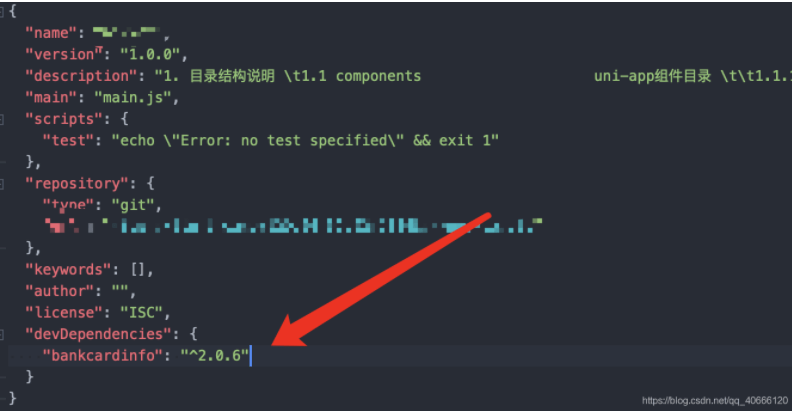 {
"name": "
"version": "1.0.0",
"description": "1. 目录结构说明 \t1.1 components uni-app组件目录 \t\t1.1.1
"main": "main.js",
"scripts": {
"test": "echo \"Error: no test specified\" && exit 1"
},
"repository": {
"type": "git",
},
"keywords": [],
"author": "",
"license": "ISC",
"devDependencies": {
"bankcardinfo": "^2.0.6"
}
}
https://blog.csdn.net/qq_40666120